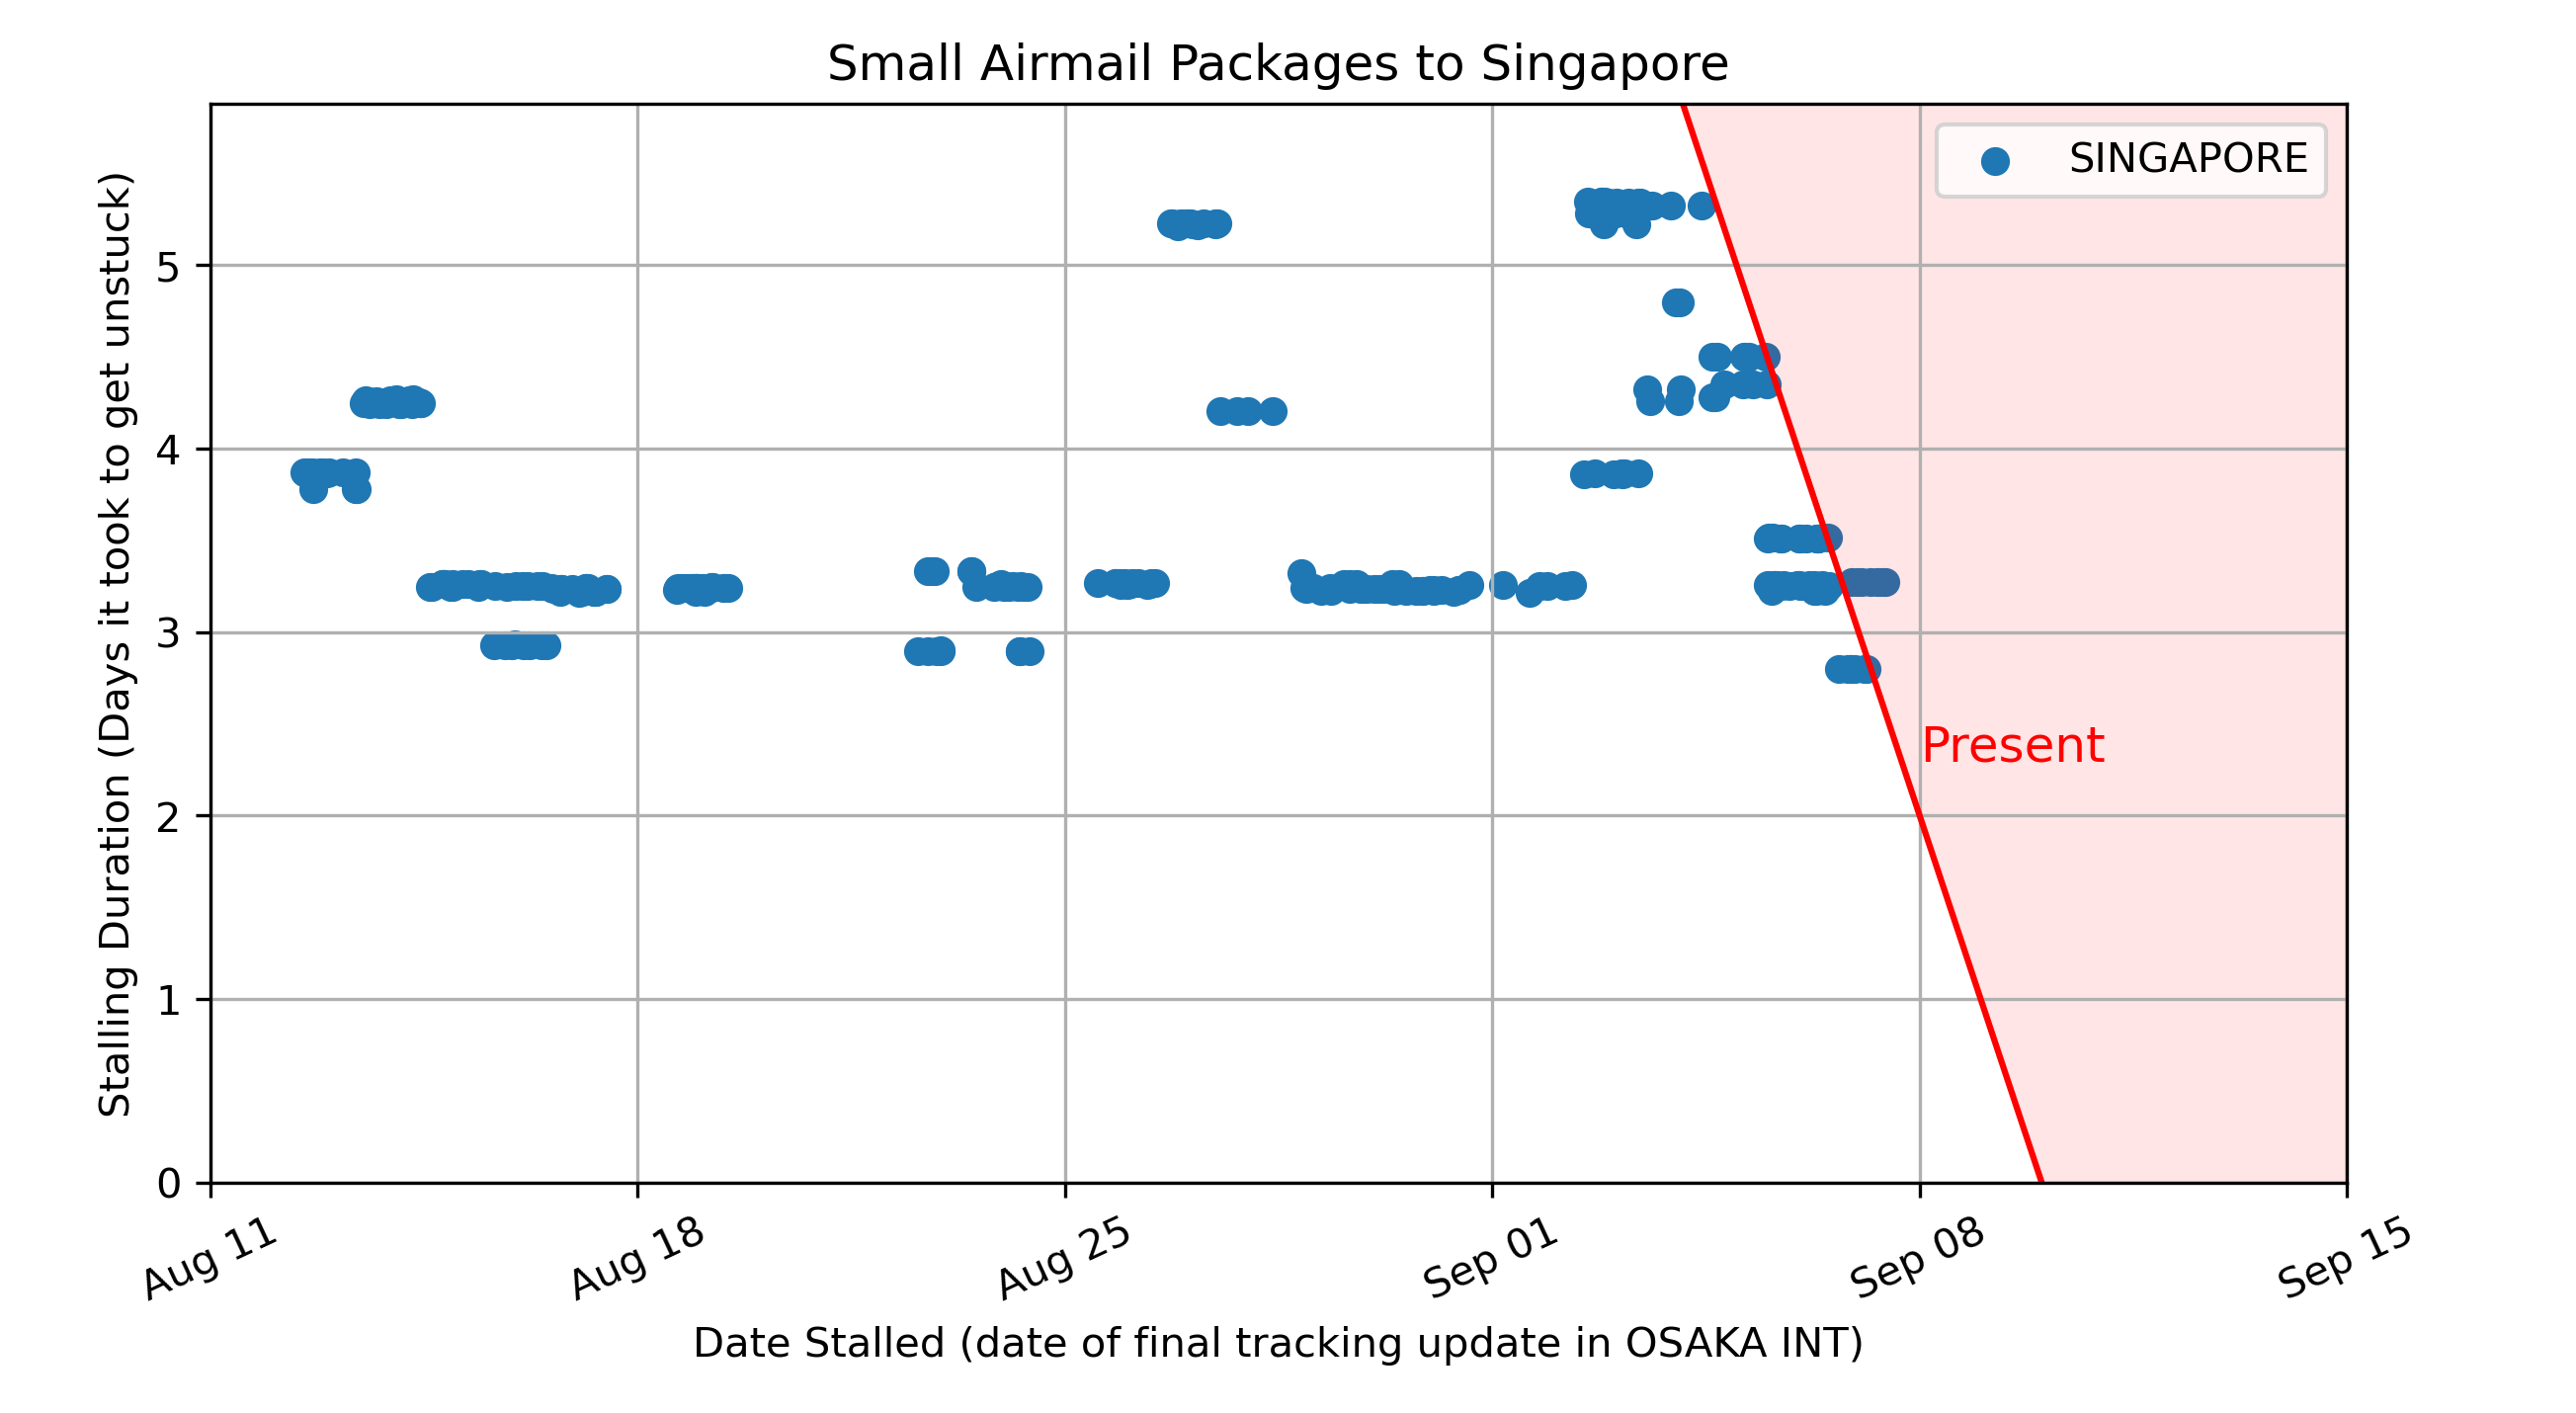 Small Airmail Packages to Singapore
SINGAPORE
Stalling Duration (Days it took to get unstuck)
5
4
3
2
1
0
Present
Aug 11
Aug 18
Aug 25
Sep 01
Sep 08
Sep 15
Date Stalled (date of final tracking update in OSAKA INT)